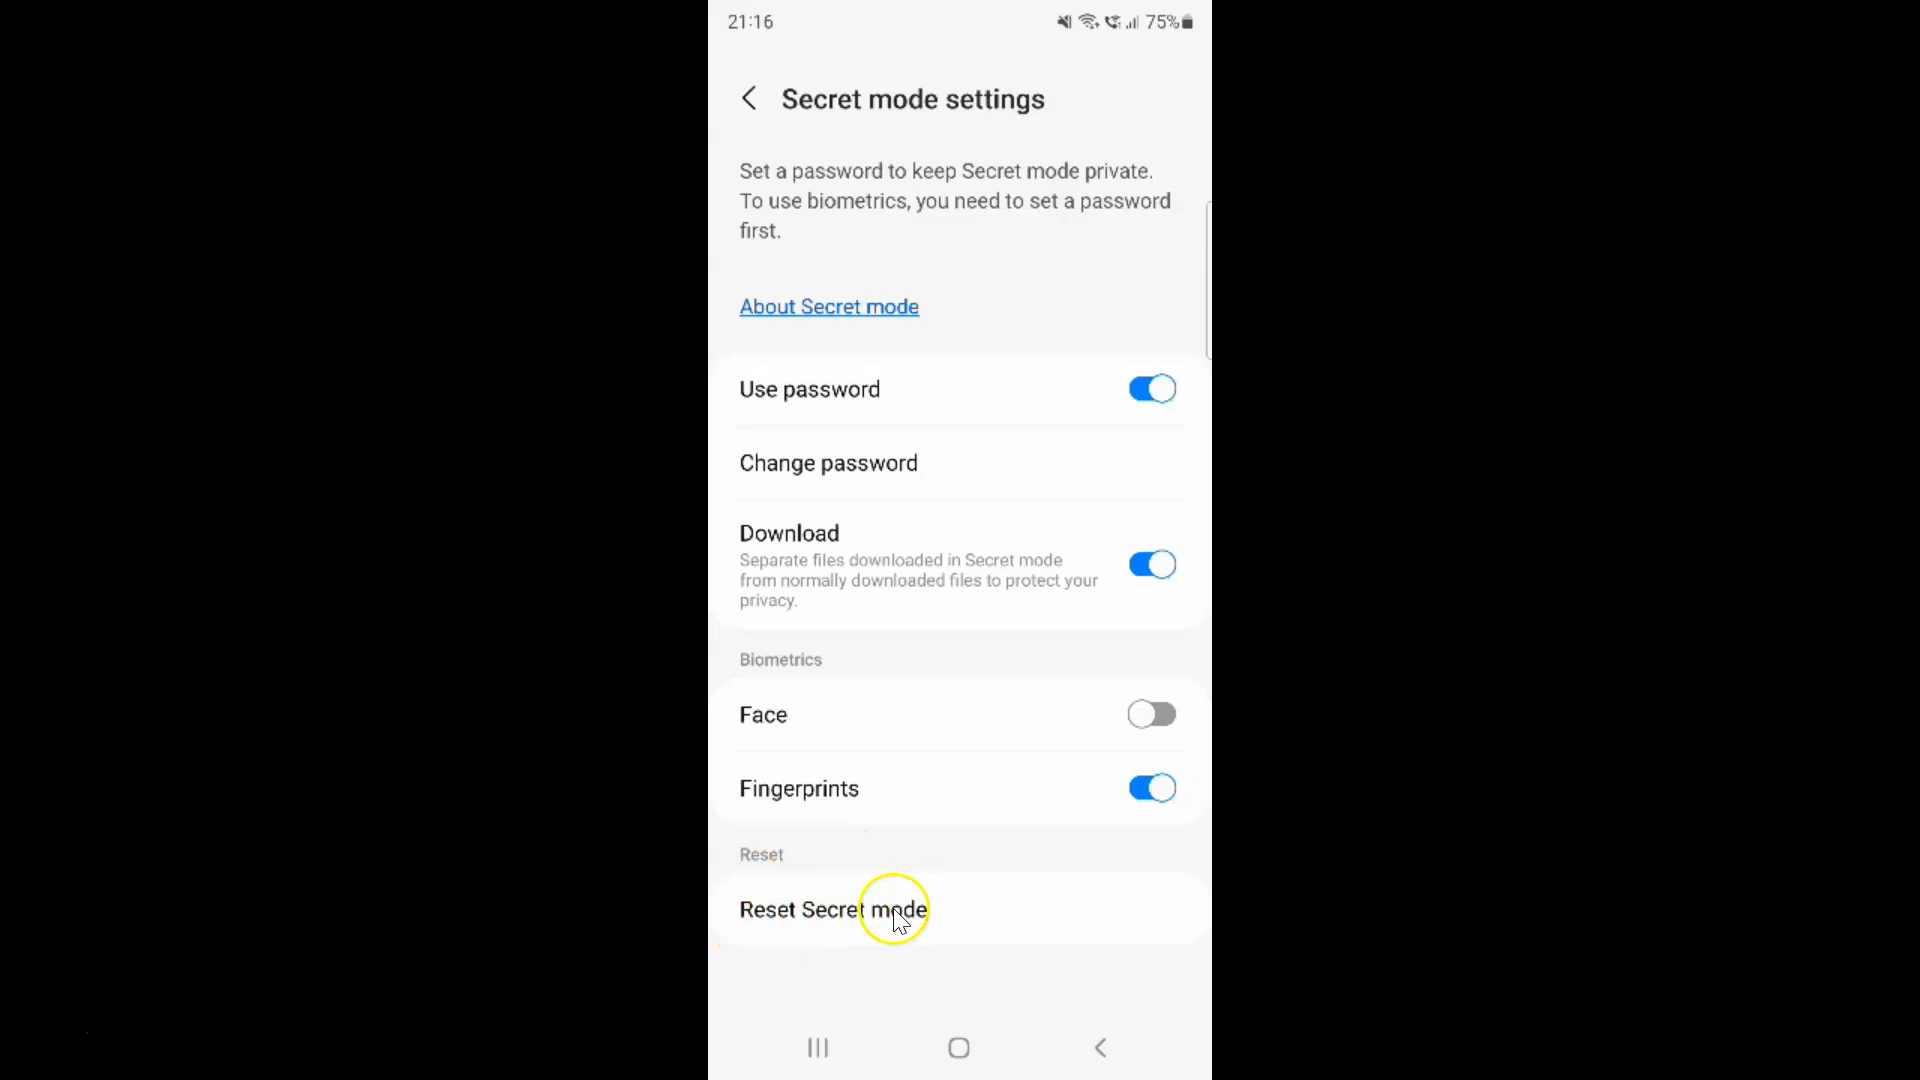 21:16
75%
Secret mode settings
Set a password to keep Secret mode private.
To use biometrics, you need to set a password
first.
About Secret mode
Use password
Change password
Download
Separate files downloaded in Secret mode
from normally downloaded files to protect your
privacy.
Biometrics
Face
Fingerprints
Reset
Reset Secret mode